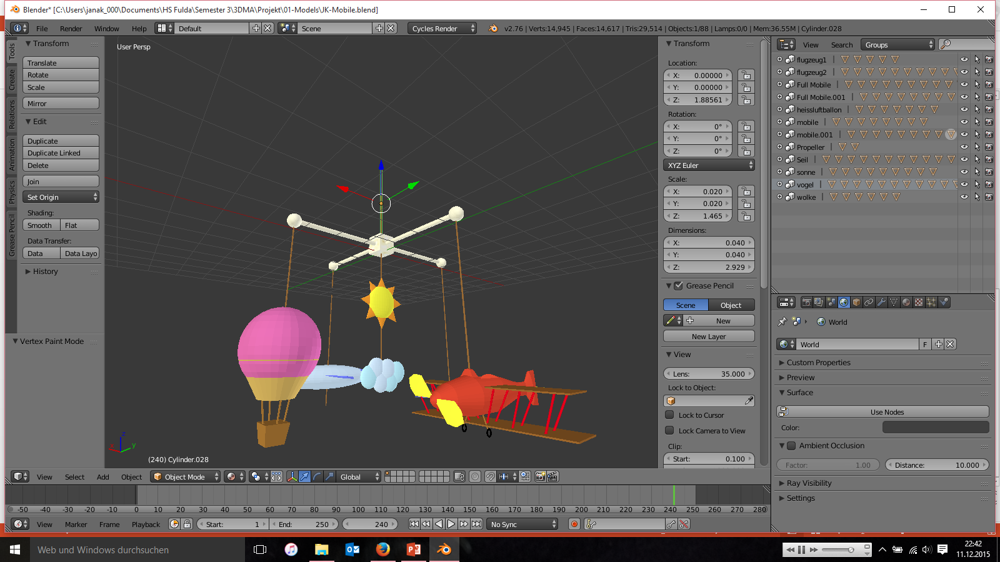 Blender* [C:\Users\janak_000\Documents\HS Fulda\Semester 3\3DMA\Projekt\01-Models\JK-Mobile.blend]
File Render Window Help Default Scene Cycles Render v2.76 | Verts:14,945 | Faces:14,617 | Tris:29,514 | Objects:1/88 | Lamps:0/0 | Mem:36.55M | Cylinder.028
Tools
Create
Relations
Animation
Physics
Grease Pencil
Transform
Translate
Rotate
Scale
Mirror
Edit
Duplicate
Duplicate Linked
Delete
Join
Set Origin
Shading:
Smooth Flat
Data Transfer:
Data Data Layo
History
Vertex Paint Mode
User Persp
z
x
y
(240) Cylinder.028
Transform
Location:
X: 0.00000
Y: 0.00000
Z: 1.88561
Rotation:
X: 0°
Y: 0°
Z: 0°
XYZ Euler
Scale:
X: 0.020
Y: 0.020
Z: 1.465
Dimensions:
X: 0.040
Y: 0.040
Z: 2.929
Grease Pencil
Scene Object
New
New Layer
View
Lens: 35.000
Lock to Object:
Lock to Cursor
Lock Camera to View
Clip:
Start: 0.100
View Search Groups
flugzeug1
flugzeug2
Full Mobile
Full Mobile.001
heissluftballon
mobile
mobile.001
Propeller
Seil
sonne
vogel
wolke
World
World F
Custom Properties
Preview
Surface
Use Nodes
Color:
Ambient Occlusion
Factor: 1.00 Distance: 10.000
Ray Visibility
Settings
View Select Add Object Object Mode Global
-50 -40 -30 -20 -10 0 10 20 30 40 50 60 70 80 90 100 110 120 130 140 150 160 170 180 190 200 210 220 230 240 250 260 270 280
View Marker Frame Playback Start: 1 End: 250 240 No Sync
Web und Windows durchsuchen
22:42
11.12.2015